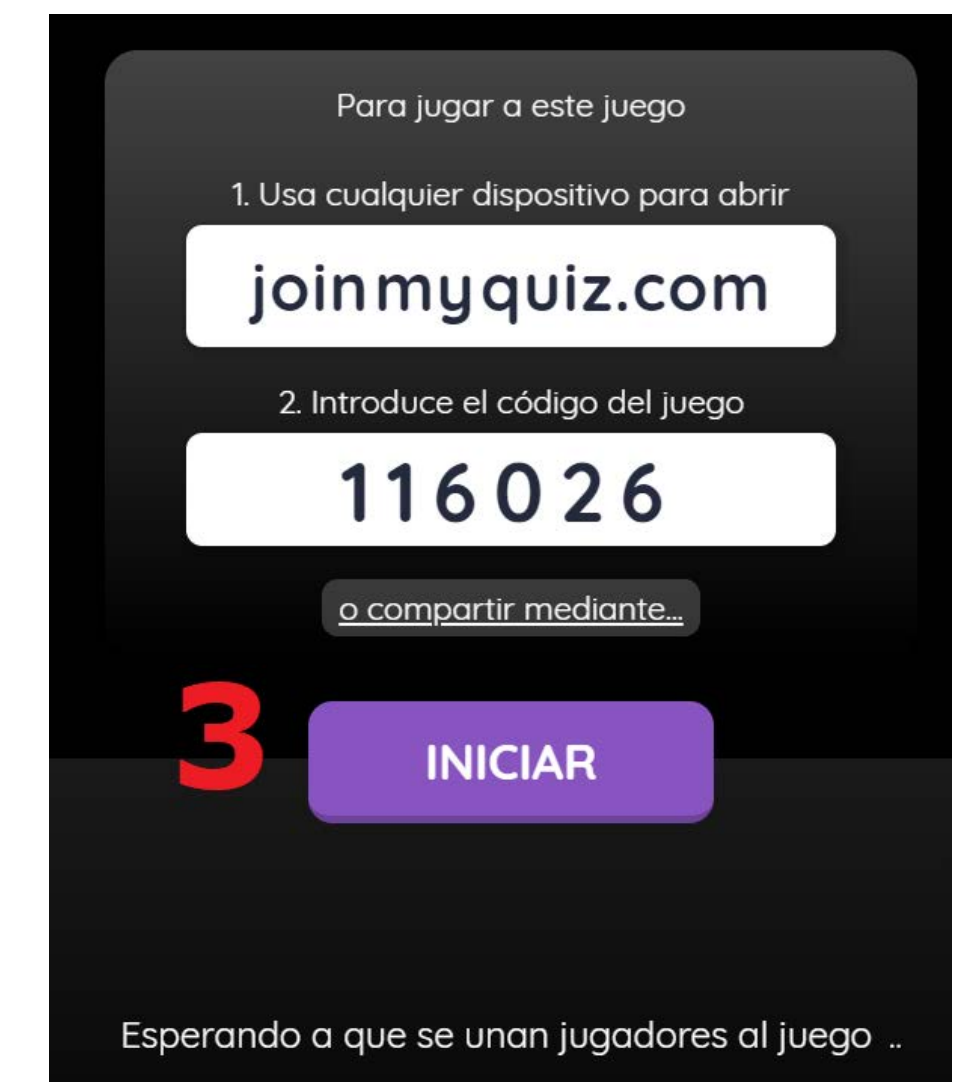 Para jugar a este juego
1. Usa cualquier dispositivo para abrir
joinmyquiz.com
2. Introduce el código del juego
116026
o compartir mediante...
3
INICIAR
Esperando a que se unan jugadores al juego ..